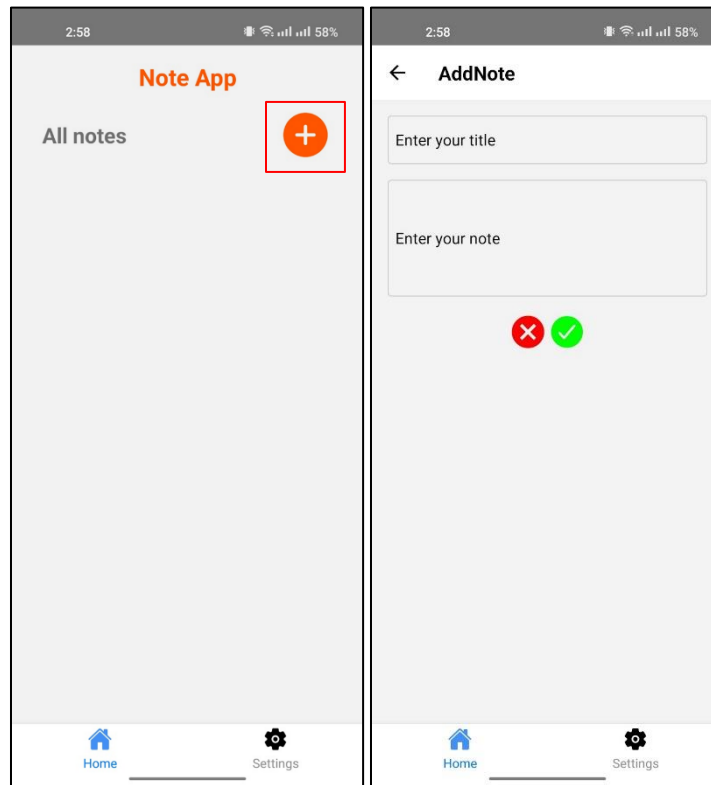 2:58 58%
Note App
All notes
Home Settings
2:58 58%
AddNote
Enter your title
Enter your note
Home Settings